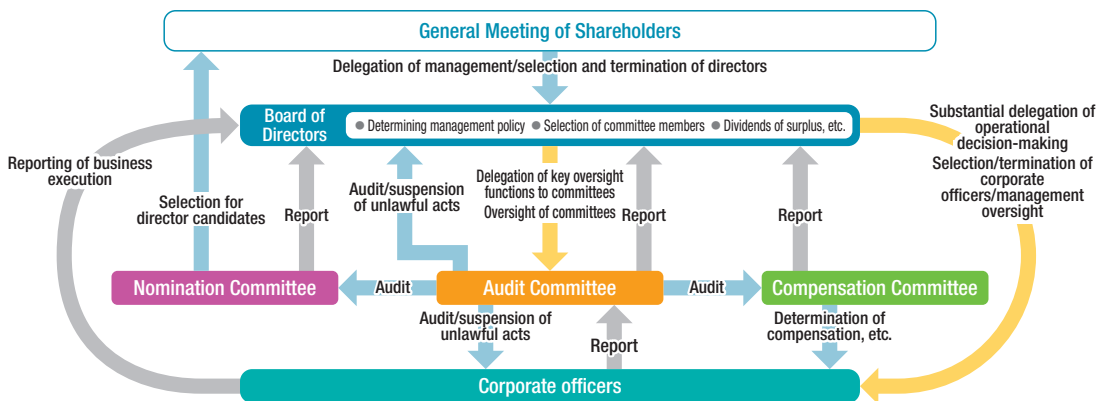 General Meeting of Shareholders
Delegation of management/selection and termination of directors
Board of
Directors
● Determining management policy ● Selection of committee members ● Dividends of surplus, etc.
Substantial delegation of
operational
decision-making
Selection/termination of
corporate
officers/management
oversight
Reporting of business
execution
Selection for
director candidates
Report
Audit/suspension
of unlawful acts
Delegation of key oversight
functions to committees
Oversight of committees
Report
Report
Nomination Committee
Audit
Audit Committee
Audit
Compensation Committee
Audit/suspension of
unlawful acts
Report
Determination of
compensation, etc.
Corporate officers